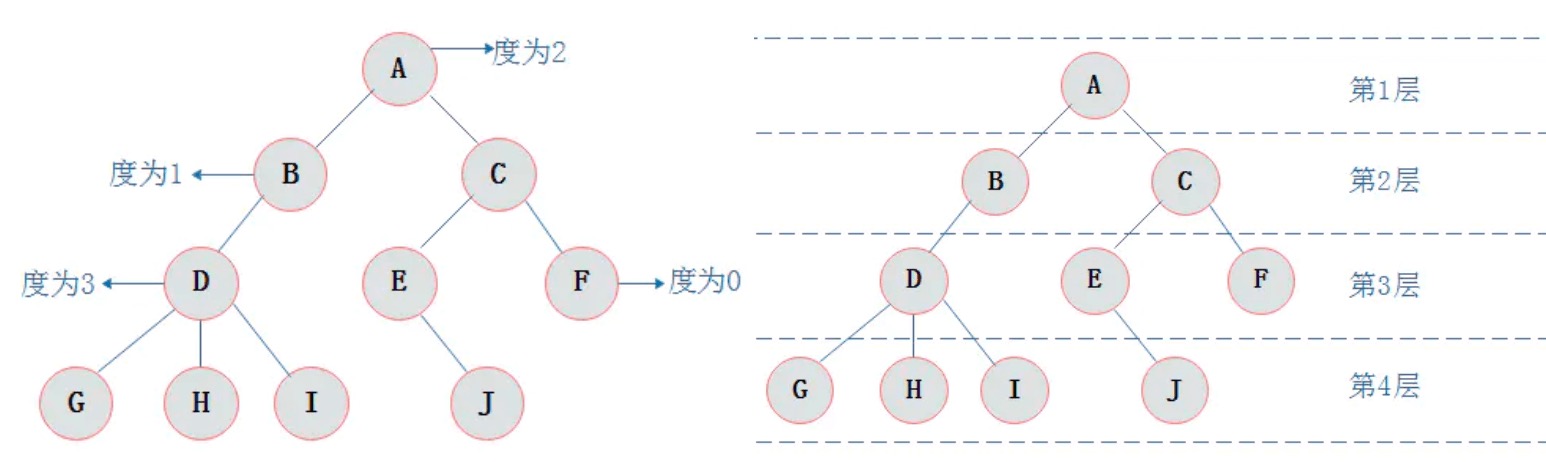 A 度为2
度为1 B C
度为3 D E F 度为0
G H I J
A 第1层
B C 第2层
D E F 第3层
G H I J 第4层